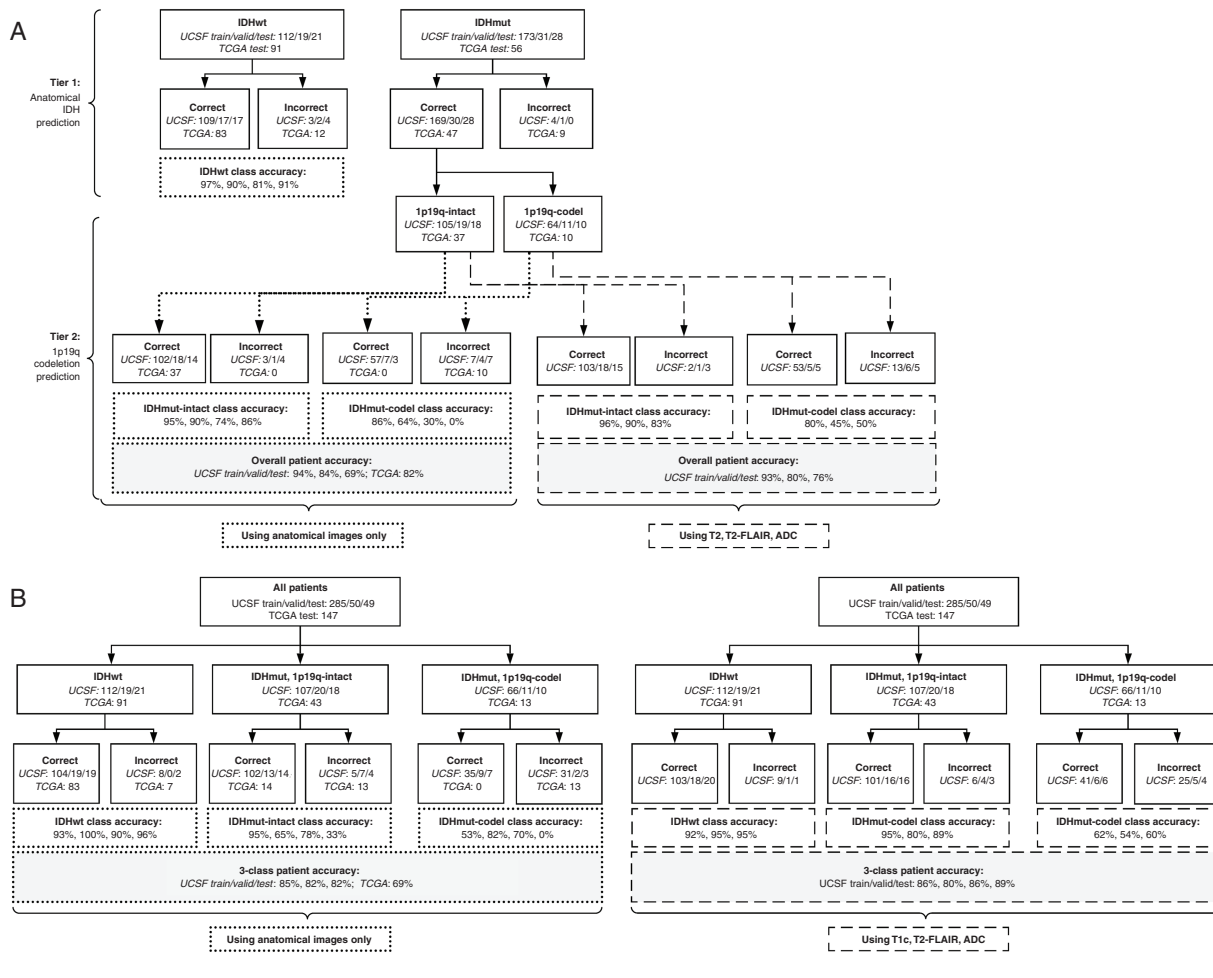 A
Tier 1:
Anatomical
IDH
prediction
IDHwt
UCSF train/valid/test: 112/19/21
TCGA test: 91
IDHmut
UCSF train/valid/test: 173/31/28
TCGA test: 56
Correct
UCSF: 109/17/17
TCGA: 83
Incorrect
UCSF: 3/2/4
TCGA: 12
Correct
UCSF: 169/30/28
TCGA: 47
Incorrect
UCSF: 4/1/0
TCGA: 9
IDHwt class accuracy:
97%, 90%, 81%, 91%
1p19q-intact
UCSF: 105/19/18
TCGA: 37
1p19q-codel
UCSF: 64/11/10
TCGA: 10
Tier 2:
1p19q
codeletion
prediction
Correct
UCSF: 102/18/14
TCGA: 37
Incorrect
UCSF: 3/1/4
TCGA: 0
Correct
UCSF: 57/7/3
TCGA: 0
Incorrect
UCSF: 7/4/7
TCGA: 10
Correct
UCSF: 103/18/15
Incorrect
UCSF: 2/1/3
Correct
UCSF: 53/5/5
Incorrect
UCSF: 13/6/5
IDHmut-intact class accuracy:
95%, 90%, 74%, 86%
IDHmut-codel class accuracy:
86%, 64%, 30%, 0%
IDHmut-intact class accuracy:
96%, 90%, 83%
IDHmut-codel class accuracy:
80%, 45%, 50%
Overall patient accuracy:
UCSF train/valid/test: 94%, 84%, 69%; TCGA: 82%
Overall patient accuracy:
UCSF train/valid/test: 93%, 80%, 76%
Using anatomical images only
Using T2, T2-FLAIR, ADC
B
All patients
UCSF train/valid/test: 285/50/49
TCGA test: 147
IDHwt
UCSF: 112/19/21
TCGA: 91
IDHmut, 1p19q-intact
UCSF: 107/20/18
TCGA: 43
IDHmut, 1p19q-codel
UCSF: 66/11/10
TCGA: 13
Correct
UCSF: 104/19/19
TCGA: 83
Incorrect
UCSF: 8/0/2
TCGA: 7
Correct
UCSF: 102/13/14
TCGA: 14
Incorrect
UCSF: 5/7/4
TCGA: 13
Correct
UCSF: 35/9/7
TCGA: 0
Incorrect
UCSF: 31/2/3
TCGA: 13
IDHwt class accuracy:
93%, 100%, 90%, 96%
IDHmut-intact class accuracy:
95%, 65%, 78%, 33%
IDHmut-codel class accuracy:
53%, 82%, 70%, 0%
3-class patient accuracy:
UCSF train/valid/test: 85%, 82%, 82%; TCGA: 69%
Using anatomical images only
All patients
UCSF train/valid/test: 285/50/49
TCGA test: 147
IDHwt
UCSF: 112/19/21
TCGA: 91
IDHmut, 1p19q-intact
UCSF: 107/20/18
TCGA: 43
IDHmut, 1p19q-codel
UCSF: 66/11/10
TCGA: 13
Correct
UCSF: 103/18/20
Incorrect
UCSF: 9/1/1
Correct
UCSF: 101/16/16
Incorrect
UCSF: 6/4/3
Correct
UCSF: 41/6/6
Incorrect
UCSF: 25/5/4
IDHwt class accuracy:
92%, 95%, 95%
IDHmut-codel class accuracy:
95%, 80%, 89%
IDHmut-codel class accuracy:
62%, 54%, 60%
3-class patient accuracy:
UCSF train/valid/test: 86%, 80%, 86%, 89%
Using T1c, T2-FLAIR, ADC